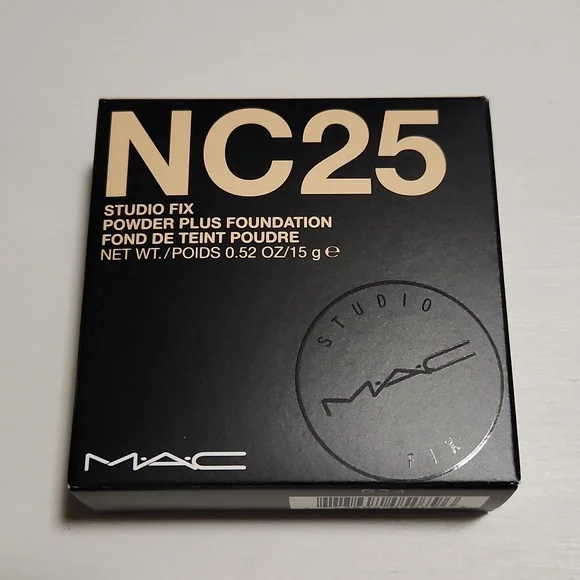 NC25
STUDIO FIX
POWDER PLUS FOUNDATION
FOND DE TEINT POUDRE
NET WT./POIDS 0.52 OZ/15 g ℮
STUDIO
M·A·C
FIX
M·A·C